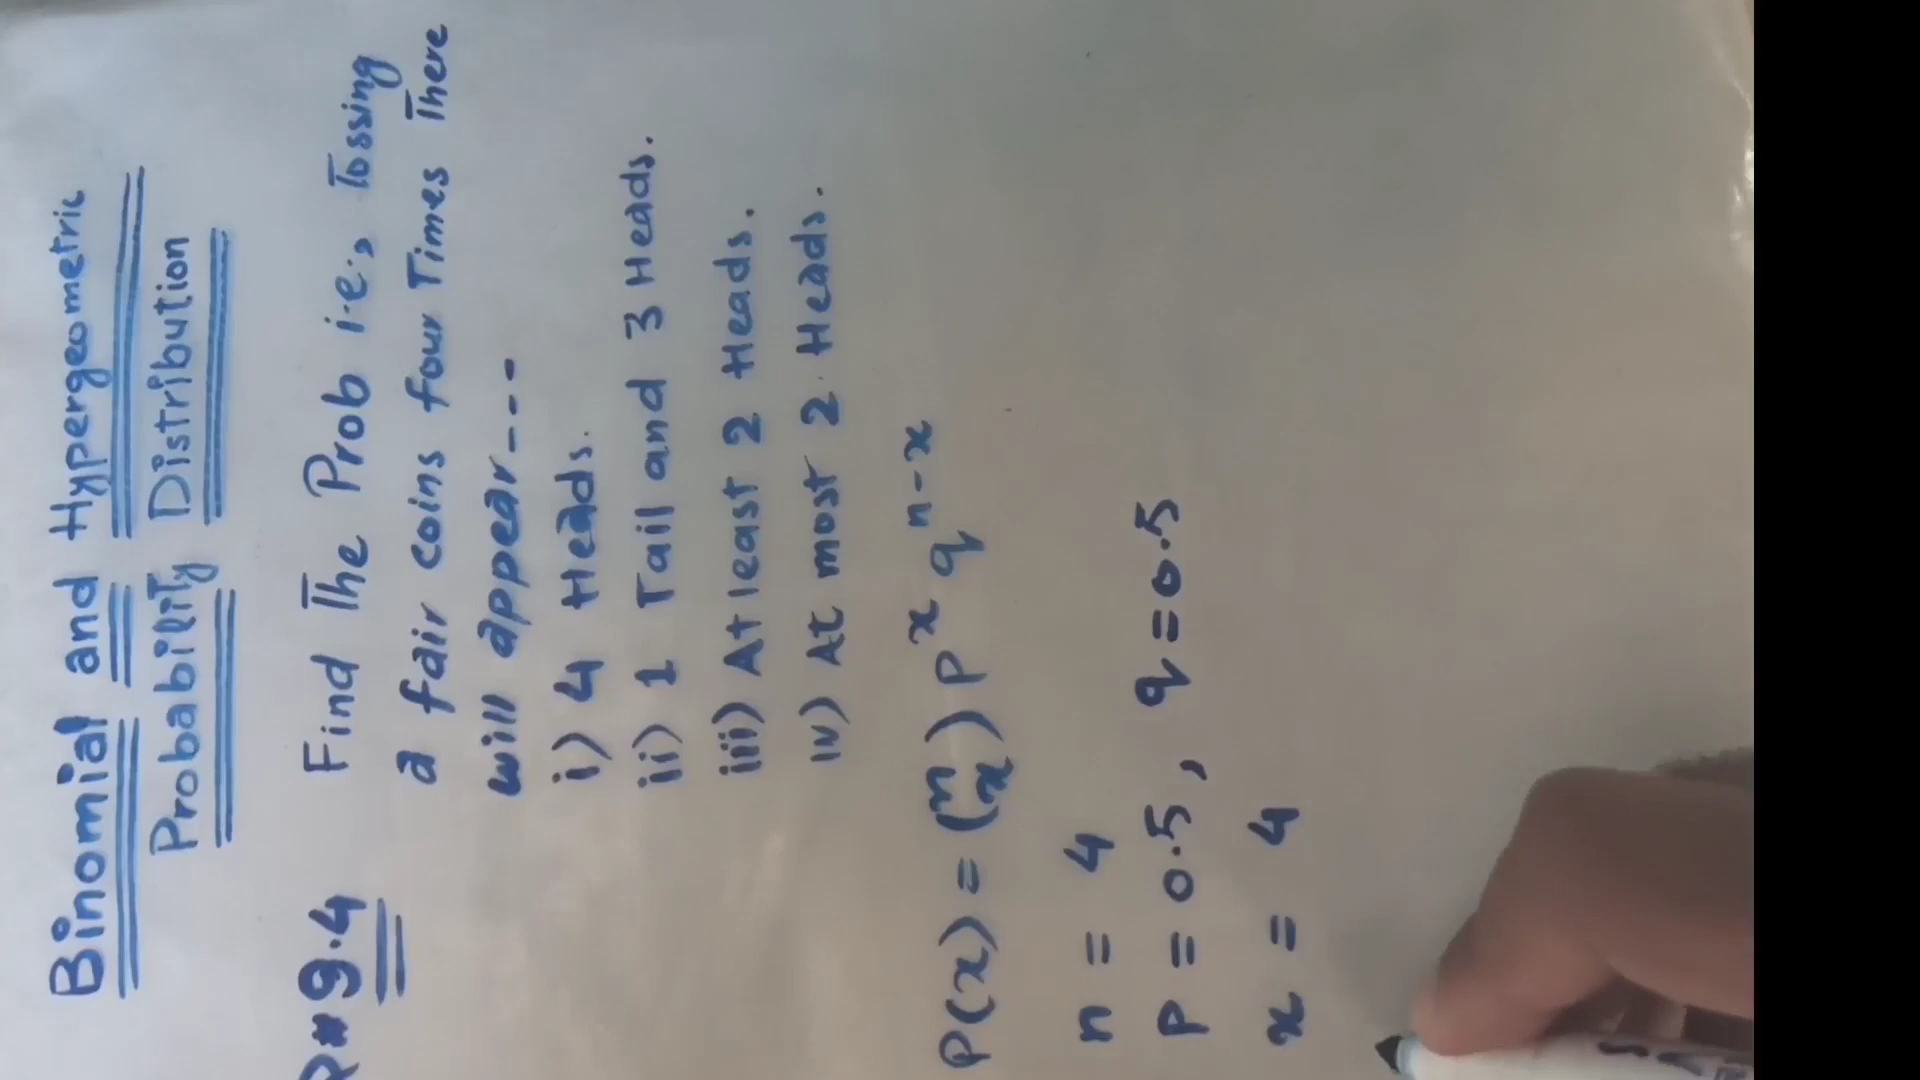 Binomial and Hypergeometric
Probability Distribution
P# 9.4 Find The Prob i.e., Tossing
a fair coins four Times There
will appear----
i) 4 Heads.
ii) 1 Tail and 3 Heads.
iii) At least 2 Heads.
iv) At most 2 Heads.
P(x) = (n x) p^x q^n-x
n = 4
P = 0.5, q = 0.5
x = 4